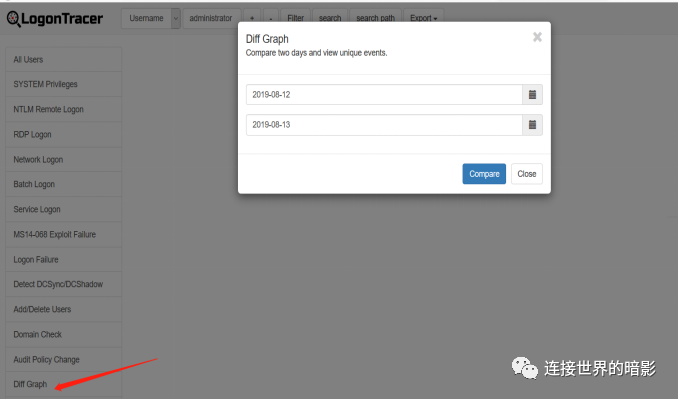 LogonTracer
Username administrator + - Filter search search path Export
Diff Graph ×
Compare two days and view unique events.
2019-08-12
2019-08-13
Compare Close
All Users
SYSTEM Privileges
NTLM Remote Logon
RDP Logon
Network Logon
Batch Logon
Service Logon
MS14-068 Exploit Failure
Logon Failure
Detect DCSync/DCShadow
Add/Delete Users
Domain Check
Audit Policy Change
Diff Graph
连接世界的暗影